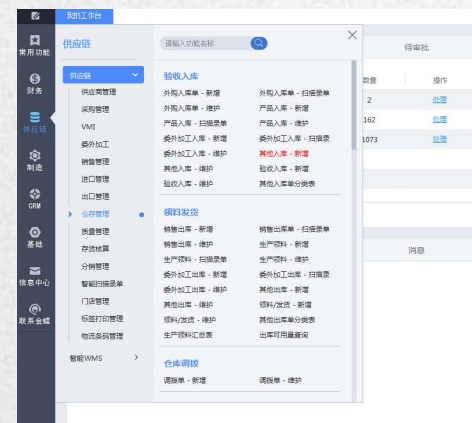 我的工作台
常用功能
财务
供应链
制造
CRM
基础
信息中心
联系金蝶
供应链
供应链
供应商管理
采购管理
VMI
委外加工
销售管理
进口管理
出口管理
仓存管理
质量管理
存货核算
分销管理
智能扫描录单
门店管理
标签打印管理
物流条码管理
智能WMS
请输入功能名称
验收入库
外购入库单 - 新增 外购入库单 - 扫描录单
外购入库单 - 维护 产品入库 - 新增
产品入库 - 扫描录单 产品入库 - 维护
委外加工入库 - 新增 委外加工入库 - 扫描录
委外加工入库 - 维护 其他入库 - 新增
其他入库 - 维护 验收入库 - 新增
验收入库 - 维护 其他入库单分类表
领料发货
销售出库 - 新增 销售出库单 - 扫描录单
销售出库 - 维护 生产领料 - 新增
生产领料 - 扫描录单 生产领料 - 维护
委外加工出库 - 新增 委外加工出库 - 扫描录
委外加工出库 - 维护 其他出库 - 新增
其他出库 - 维护 领料/发货 - 新增
领料/发货 - 维护 其他出库单分类表
生产领料汇总表 出库可用量查询
仓库调拨
调拨单 - 新增 调拨单 - 维护
待审批
数量 操作
2 处理
162 处理
1073 处理
消息